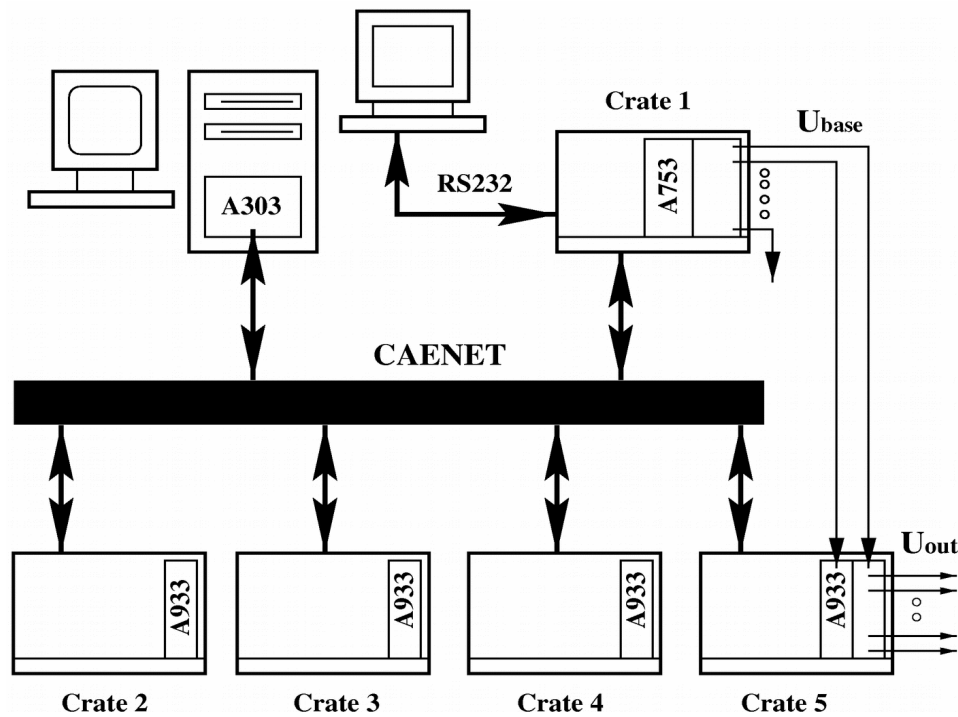 Crate 1
Ubase
RS232
A753
A303
CAENET
Uout
A933
A933
A933
A933
Crate 2
Crate 3
Crate 4
Crate 5